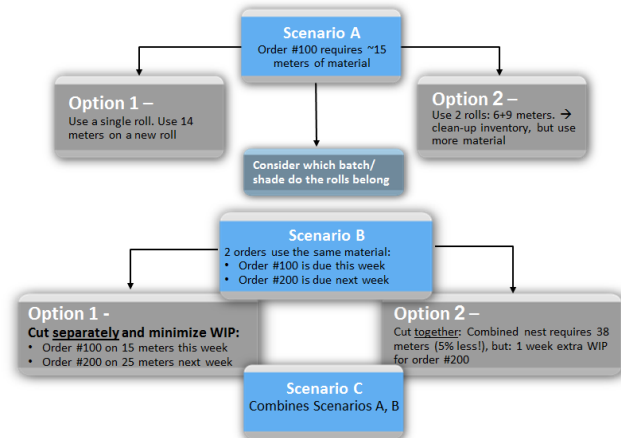 Scenario A
Order #100 requires ~15
meters of material
Option 1 –
Use a single roll. Use 14
meters on a new roll
Option 2 –
Use 2 rolls: 6+9 meters. →
clean-up inventory, but use
more material
Consider which batch/
shade do the rolls belong
Scenario B
2 orders use the same material:
• Order #100 is due this week
• Order #200 is due next week
Option 1 -
Cut separately and minimize WIP:
• Order #100 on 15 meters this week
• Order #200 on 25 meters next week
Option 2 –
Cut together: Combined nest requires 38
meters (5% less!), but: 1 week extra WIP
for order #200
Scenario C
Combines Scenarios A, B